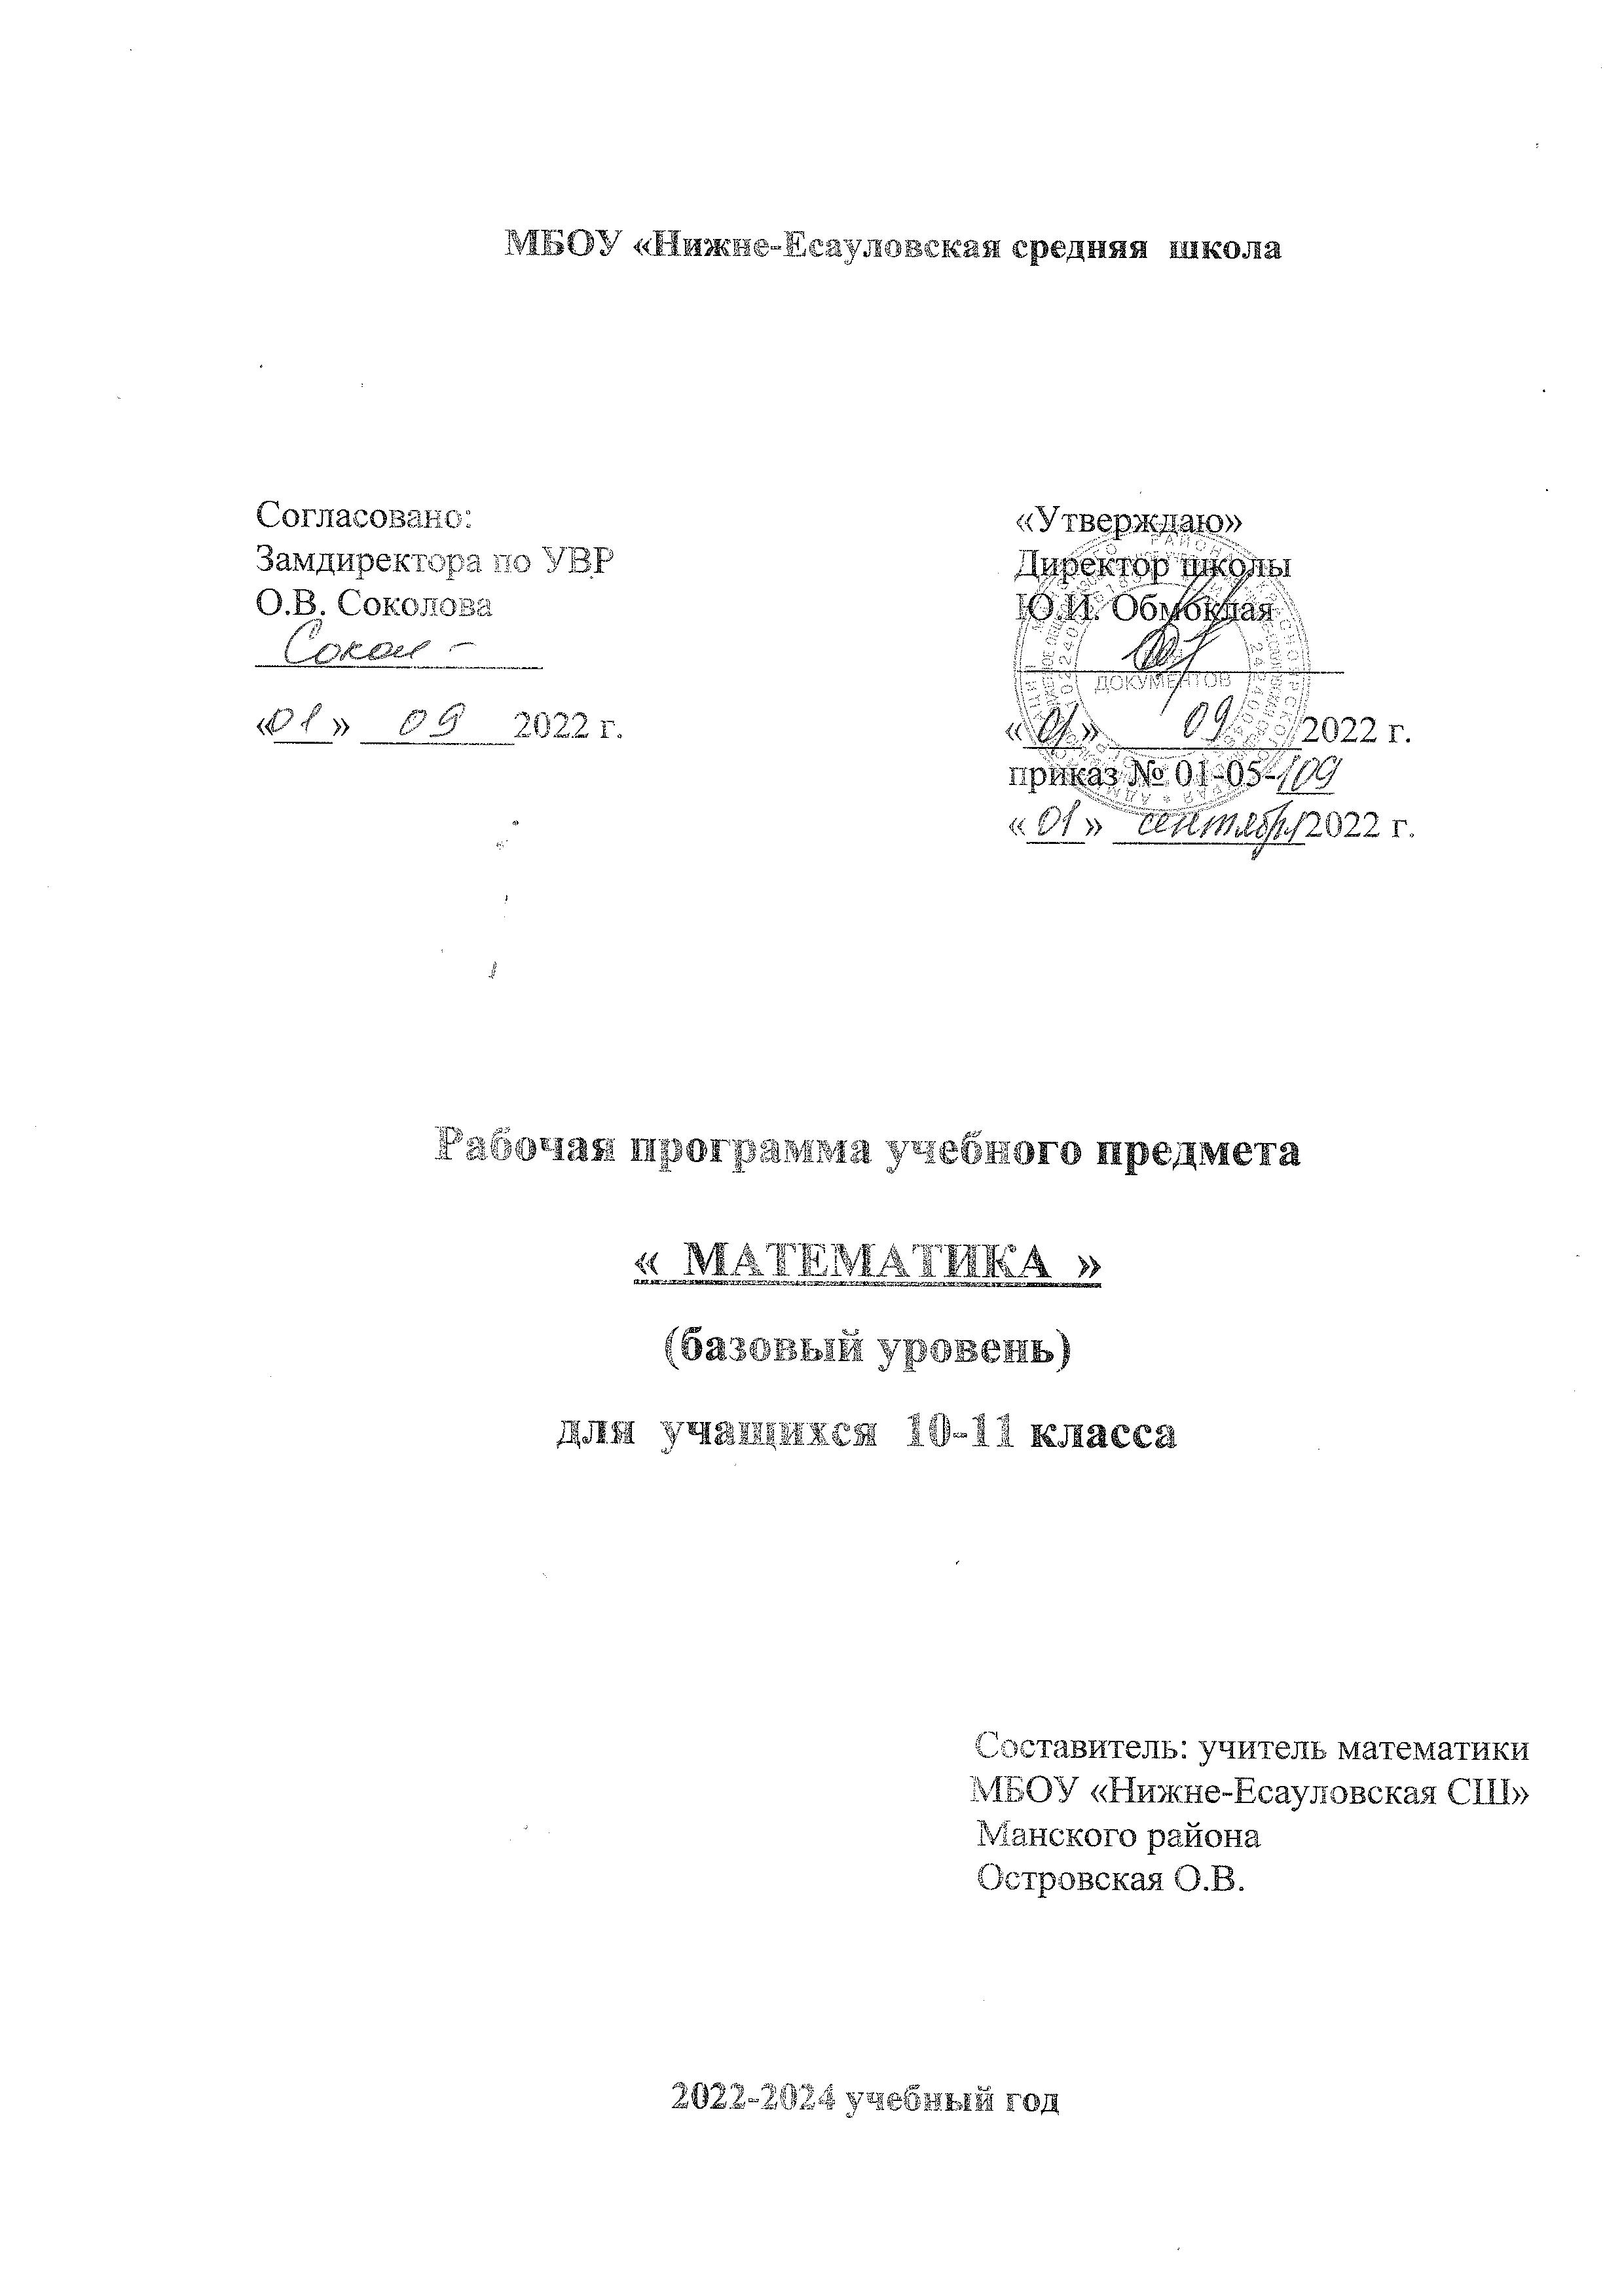 МБОУ «Нижне-Есауловская средняя школа
Согласовано:
Замдиректора по УВР
О.В. Соколова
Сокол
«01» 09 2022 г.
«Утверждаю»
Директор школы
Ю.И. Обмоклая
ДОКУМЕНТОВ
«01» 09 2022 г.
приказ № 01-05-109
«01» сентября 2022 г.
Рабочая программа учебного предмета
« МАТЕМАТИКА »
(базовый уровень)
для учащихся 10-11 класса
Составитель: учитель математики
МБОУ «Нижне-Есауловская СШ»
Манского района
Островская О.В.
2022-2024 учебный год